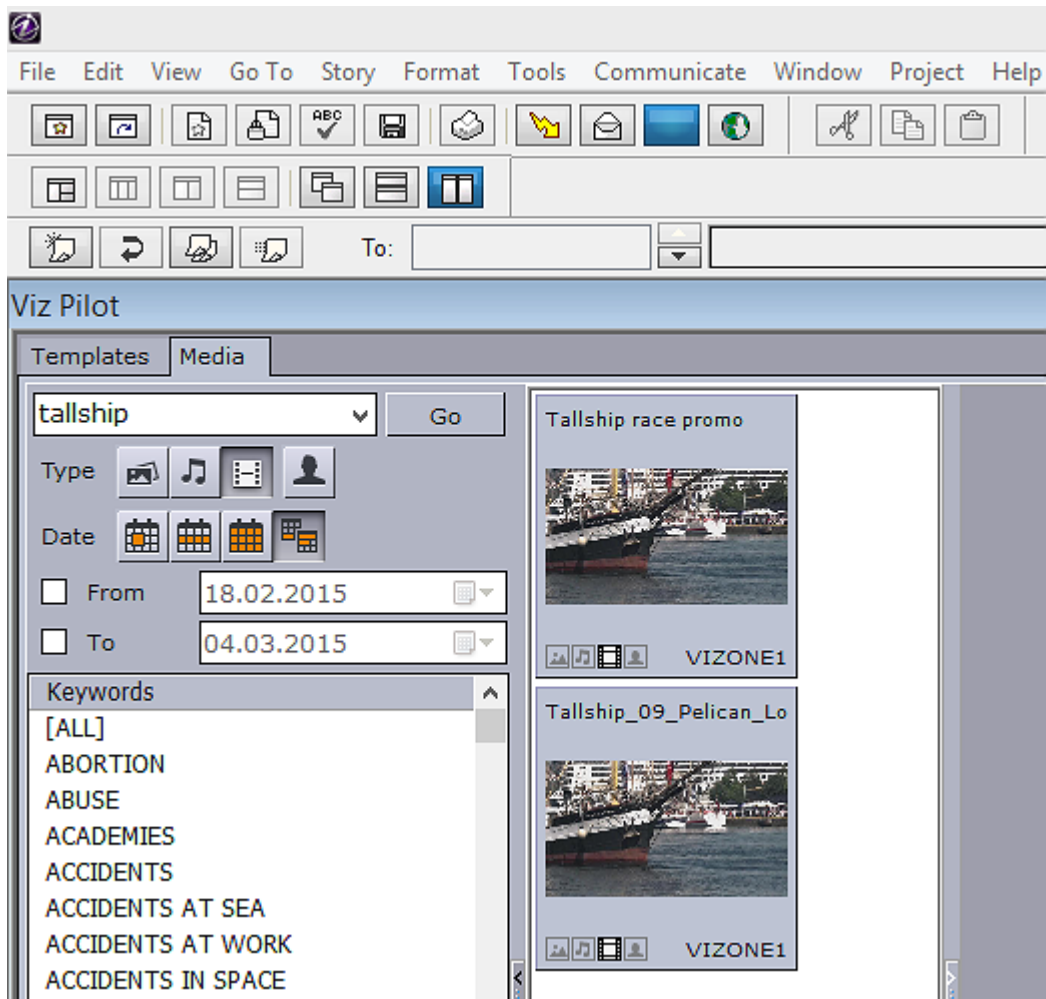 File Edit View Go To Story Format Tools Communicate Window Project Help
ABC
To:
Viz Pilot
Templates Media
tallship Go
Type
Date
From 18.02.2015
To 04.03.2015
Keywords
[ALL]
ABORTION
ABUSE
ACADEMIES
ACCIDENTS
ACCIDENTS AT SEA
ACCIDENTS AT WORK
ACCIDENTS IN SPACE
Tallship race promo
VIZONE1
Tallship_09_Pelican_Lo
VIZONE1